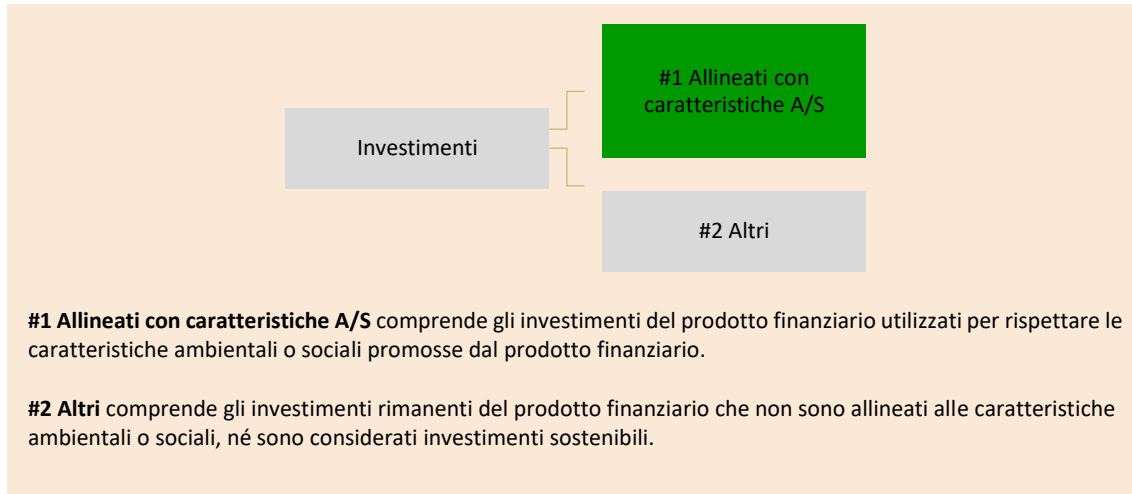 #1 Allineati con
caratteristiche A/S
Investimenti
#2 Altri
#1 Allineati con caratteristiche A/S comprende gli investimenti del prodotto finanziario utilizzati per rispettare le
caratteristiche ambientali o sociali promosse dal prodotto finanziario.
#2 Altri comprende gli investimenti rimanenti del prodotto finanziario che non sono allineati alle caratteristiche
ambientali o sociali, né sono considerati investimenti sostenibili.